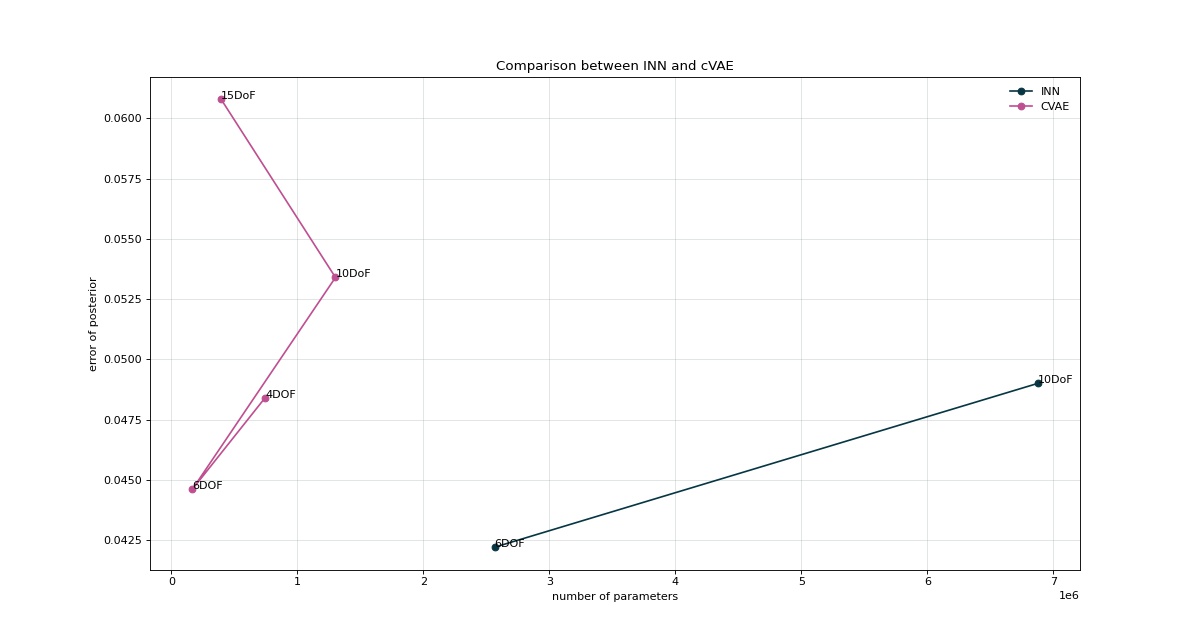 Comparison between INN and cVAE
INN
CVAE
15DoF
10DoF
4DOF
6DOF
10DoF
6DOF
error of posterior
0.0600
0.0575
0.0550
0.0525
0.0500
0.0475
0.0450
0.0425
0 1 2 3 4 5 6 7
1e6
number of parameters